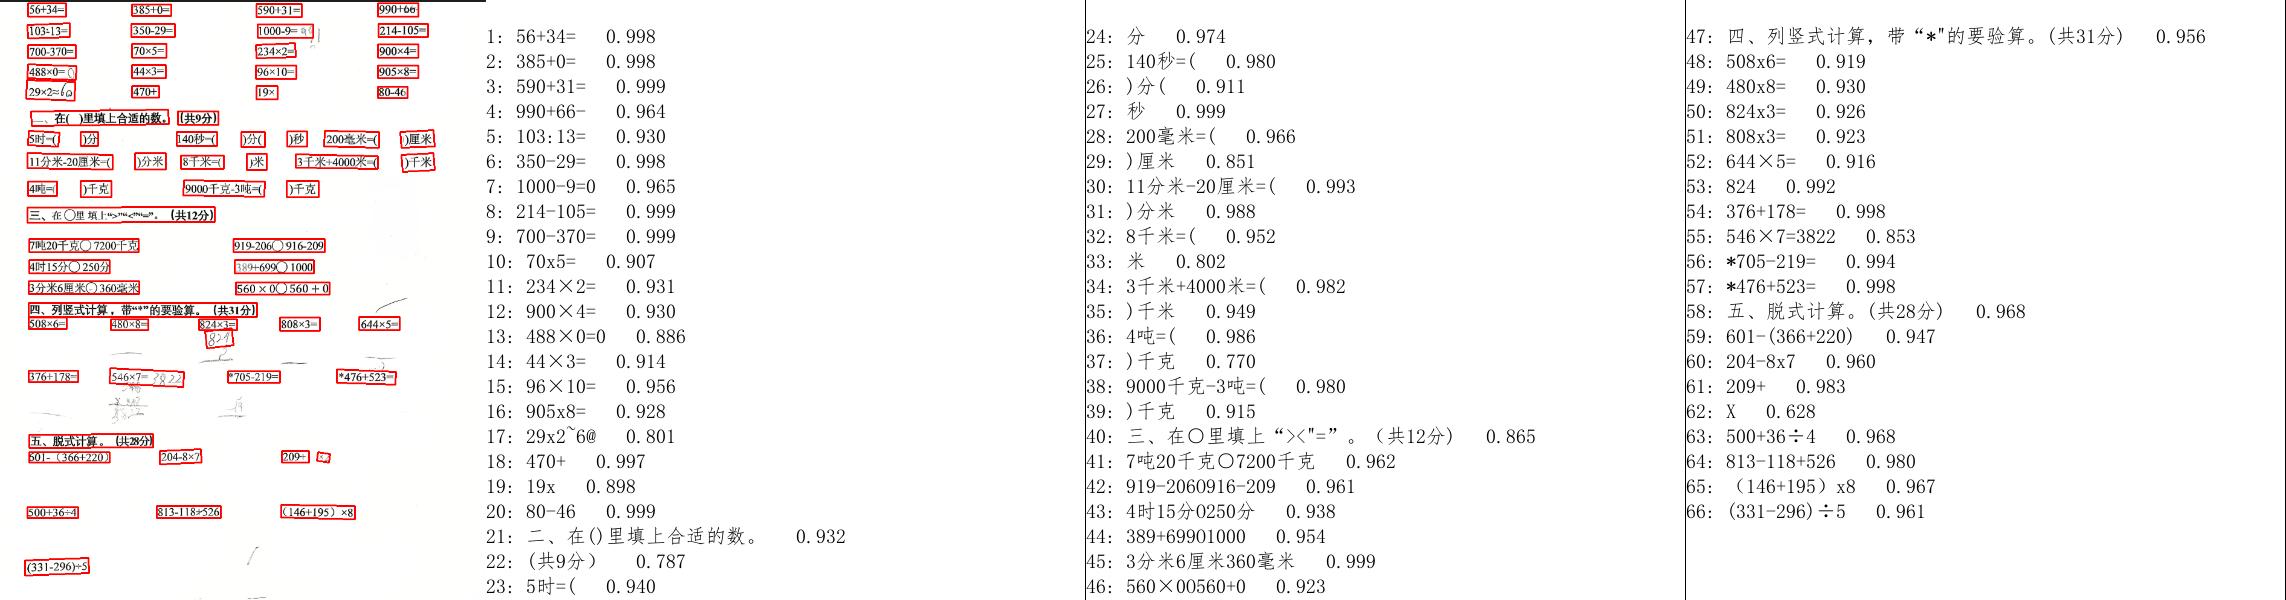 56+34= 385+0= 590+31= 990+66
103-13= 350-29= 1000-9= 991 214-105=
700-370= 70×5= 234×2= 900×4=
488×0=0 44×3= 96×10= 905×8=
29×2≈60 470+ 19× 80-46
二、在( )里填上合适的数。 (共9分)
5时=( )分 140秒=( )分( )秒 200毫米=( )厘米
11分米-20厘米=( )分米 8千米=( )米 3千米+4000米=( )千米
4吨=( )千克 9000千克-3吨=( )千克
三、在〇里填上“>”“<”“=”。(共12分)
7吨20千克〇7200千克 919-206〇916-209
4时15分〇250分 389+699〇1000
3分米6厘米〇360毫米 560×0〇560+0
四、列竖式计算,带“*”的要验算。(共31分)
508×6= 480×8= 824×3= 808×3= 644×5=
824
376+178= 546×7=3822 *705-219= *476+523=
五、脱式计算。(共28分)
601-(366+220) 204-8×7 209+
500+36÷4 813-118+526 (146+195)×8
(331-296)÷5
1: 56+34= 0.998
2: 385+0= 0.998
3: 590+31= 0.999
4: 990+66- 0.964
5: 103:13= 0.930
6: 350-29= 0.998
7: 1000-9=0 0.965
8: 214-105= 0.999
9: 700-370= 0.999
10: 70x5= 0.907
11: 234×2= 0.931
12: 900×4= 0.930
13: 488×0=0 0.886
14: 44×3= 0.914
15: 96×10= 0.956
16: 905x8= 0.928
17: 29x2~6@ 0.801
18: 470+ 0.997
19: 19x 0.898
20: 80-46 0.999
21: 二、在()里填上合适的数。 0.932
22: (共9分) 0.787
23: 5时=( 0.940
24: 分 0.974
25: 140秒=( 0.980
26: )分( 0.911
27: 秒 0.999
28: 200毫米=( 0.966
29: )厘米 0.851
30: 11分米-20厘米=( 0.993
31: )分米 0.988
32: 8千米=( 0.952
33: 米 0.802
34: 3千米+4000米=( 0.982
35: )千米 0.949
36: 4吨=( 0.986
37: )千克 0.770
38: 9000千克-3吨=( 0.980
39: )千克 0.915
40: 三、在〇里填上“><"=”。(共12分) 0.865
41: 7吨20千克〇7200千克 0.962
42: 919-2060916-209 0.961
43: 4时15分0250分 0.938
44: 389+69901000 0.954
45: 3分米6厘米360毫米 0.999
46: 560×00560+0 0.923
47: 四、列竖式计算,带“*"的要验算。(共31分) 0.956
48: 508x6= 0.919
49: 480x8= 0.930
50: 824x3= 0.926
51: 808x3= 0.923
52: 644×5= 0.916
53: 824 0.992
54: 376+178= 0.998
55: 546×7=3822 0.853
56: *705-219= 0.994
57: *476+523= 0.998
58: 五、脱式计算。(共28分) 0.968
59: 601-(366+220) 0.947
60: 204-8x7 0.960
61: 209+ 0.983
62: X 0.628
63: 500+36÷4 0.968
64: 813-118+526 0.980
65: (146+195)x8 0.967
66: (331-296)÷5 0.961